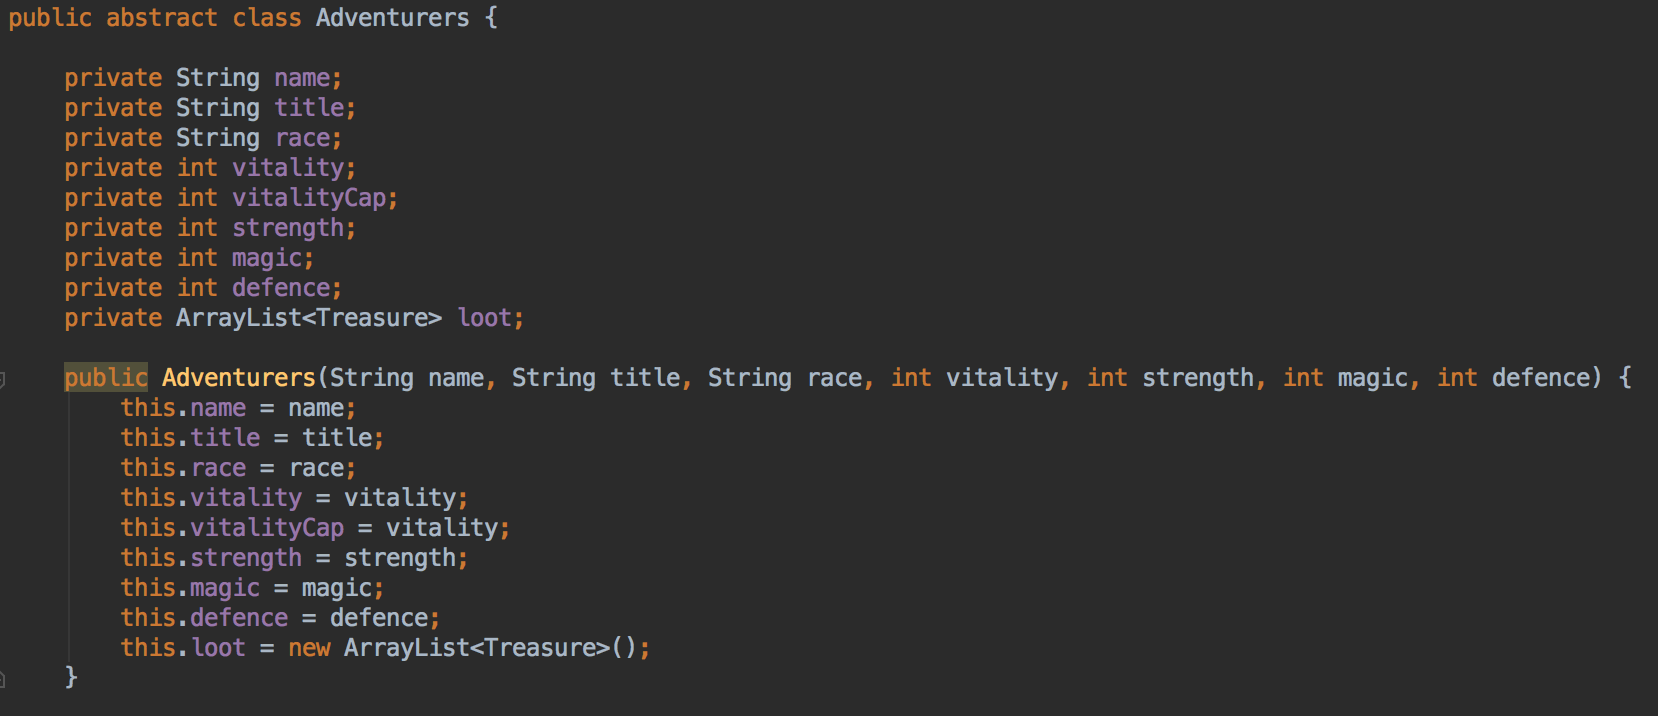 public abstract class Adventurers {
private String name;
private String title;
private String race;
private int vitality;
private int vitalityCap;
private int strength;
private int magic;
private int defence;
private ArrayList<Treasure> loot;
public Adventurers(String name, String title, String race, int vitality, int strength, int magic, int defence) {
this.name = name;
this.title = title;
this.race = race;
this.vitality = vitality;
this.vitalityCap = vitality;
this.strength = strength;
this.magic = magic;
this.defence = defence;
this.loot = new ArrayList<Treasure>();
}